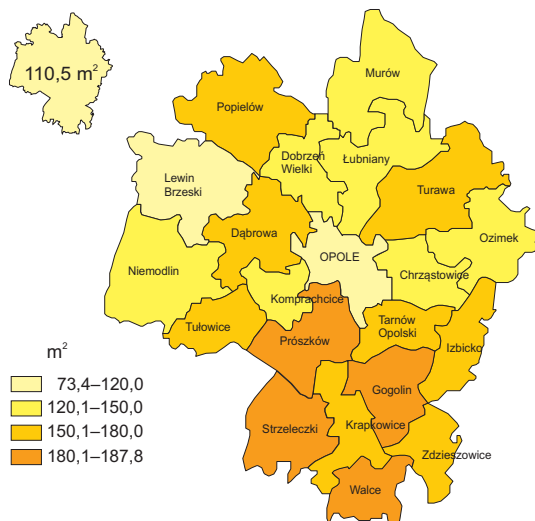 110,5 m²
Murów
Popielów
Dobrzeń
Wielki
Łubniany
Lewin
Brzeski
Turawa
Dąbrowa
Ozimek
OPOLE
Niemodlin
Chrząstowice
Komprachcice
Tułowice
Tarnów
Opolski
Prószków
Izbicko
Gogolin
Strzeleczki
Krapkowice
Zdzieszowice
Walce
m²
73,4–120,0
120,1–150,0
150,1–180,0
180,1–187,8